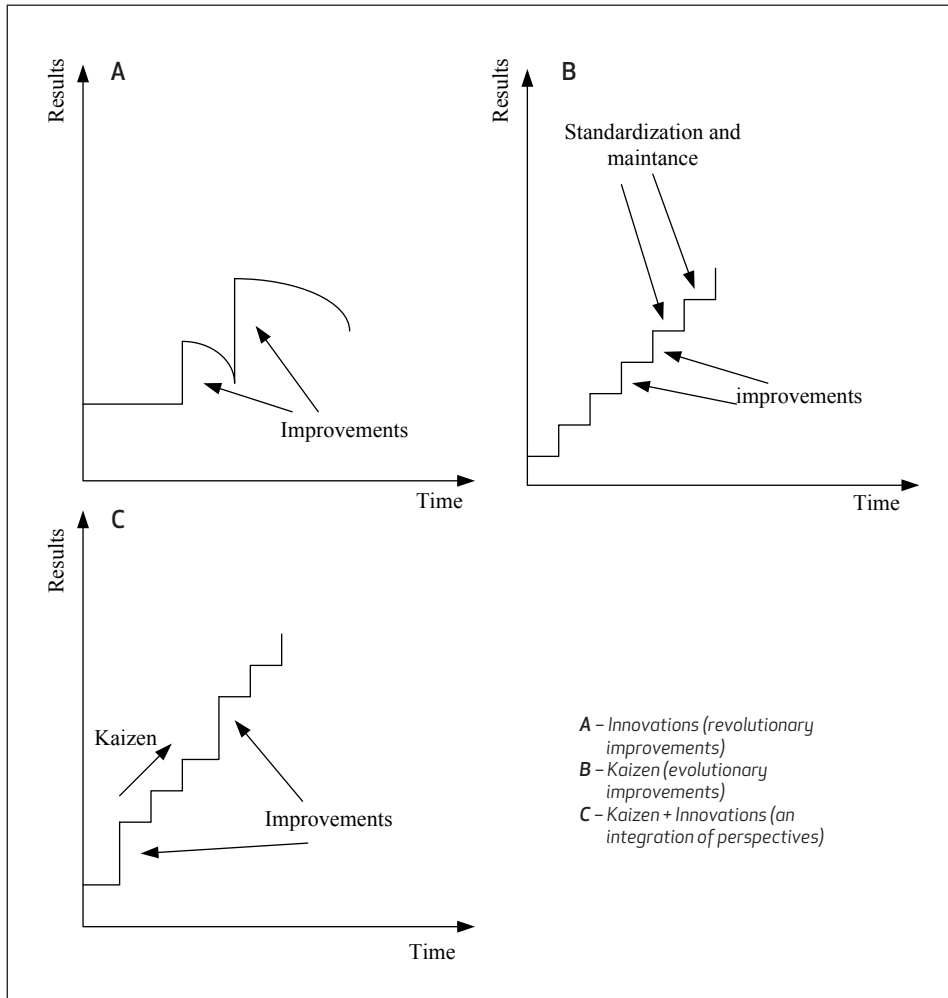 A
Results
Improvements
Time
B
Results
Standardization and
maintance
improvements
Time
C
Results
Kaizen
Improvements
Time
A – Innovations (revolutionary
improvements)
B – Kaizen (evolutionary
improvements)
C – Kaizen + Innovations (an
integration of perspectives)